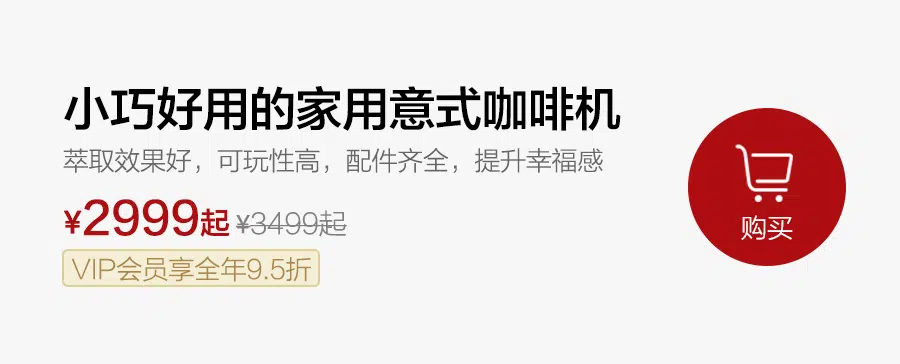 小巧好用的家用意式咖啡机
萃取效果好，可玩性高，配件齐全，提升幸福感
¥2999起 ¥3499起
VIP会员享全年9.5折
购买